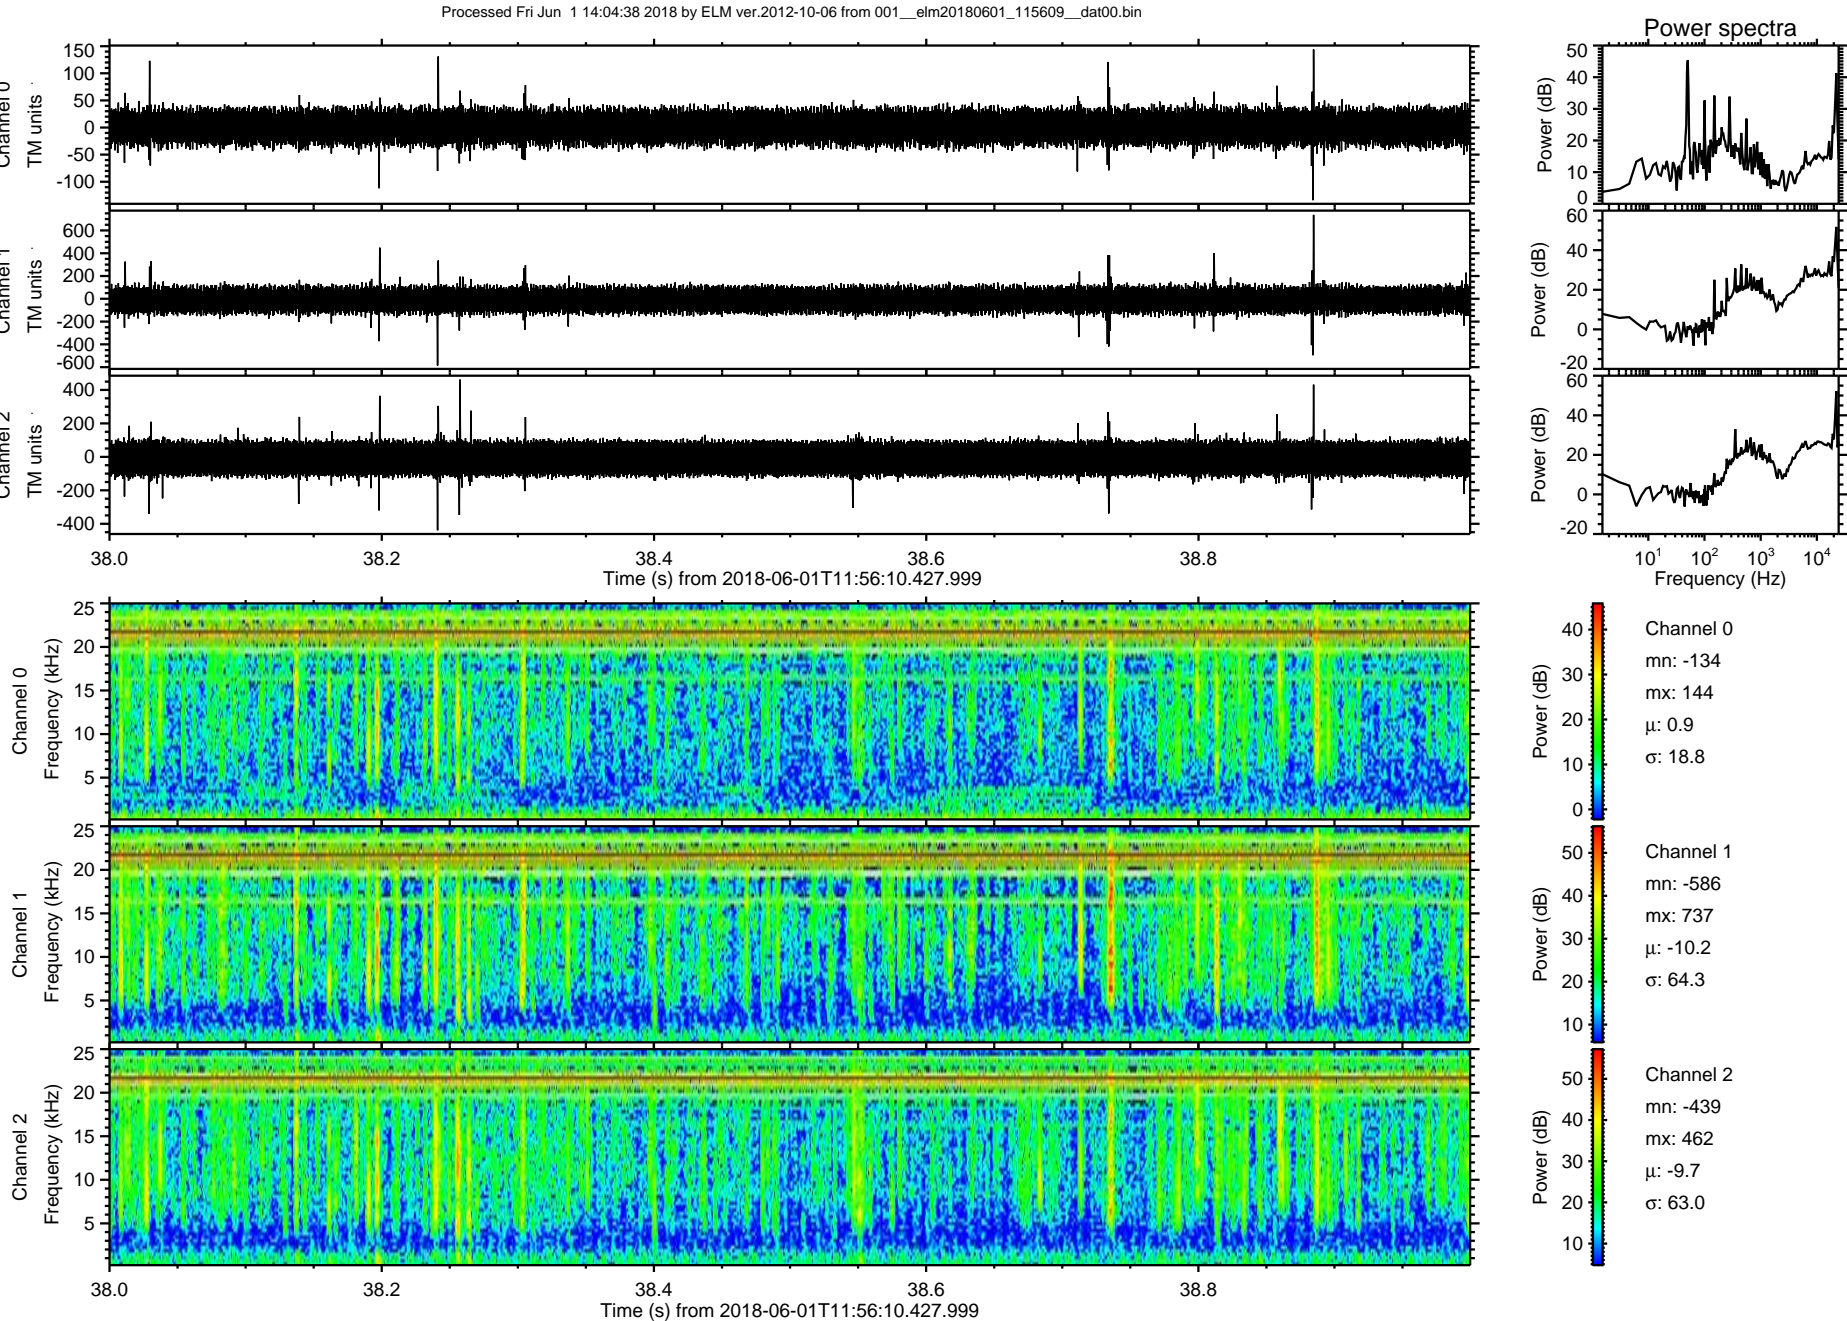 Processed Fri Jun  1 14:04:38 2018 by ELM ver.2012-10-06 from 001__elm20180601_115609__dat00.bin
Power spectra
Channel 0
TM units
150
100
50
0
-50
-100
Power (dB)
50
40
30
20
10
0
Channel 1
TM units
600
400
200
0
-200
-400
-600
Power (dB)
60
40
20
0
-20
Channel 2
TM units
400
200
0
-200
-400
Power (dB)
60
40
20
0
-20
38.0 38.2 38.4 38.6 38.8
Time (s) from 2018-06-01T11:56:10.427.999
10¹ 10² 10³ 10⁴
Frequency (Hz)
Channel 0
Frequency (kHz)
25
20
15
10
5
Power (dB)
40
30
20
10
0
Channel 0
mn: -134
mx: 144
μ: 0.9
σ: 18.8
Channel 1
Frequency (kHz)
25
20
15
10
5
Power (dB)
50
40
30
20
10
Channel 1
mn: -586
mx: 737
μ: -10.2
σ: 64.3
Channel 2
Frequency (kHz)
25
20
15
10
5
Power (dB)
50
40
30
20
10
Channel 2
mn: -439
mx: 462
μ: -9.7
σ: 63.0
38.0 38.2 38.4 38.6 38.8
Time (s) from 2018-06-01T11:56:10.427.999